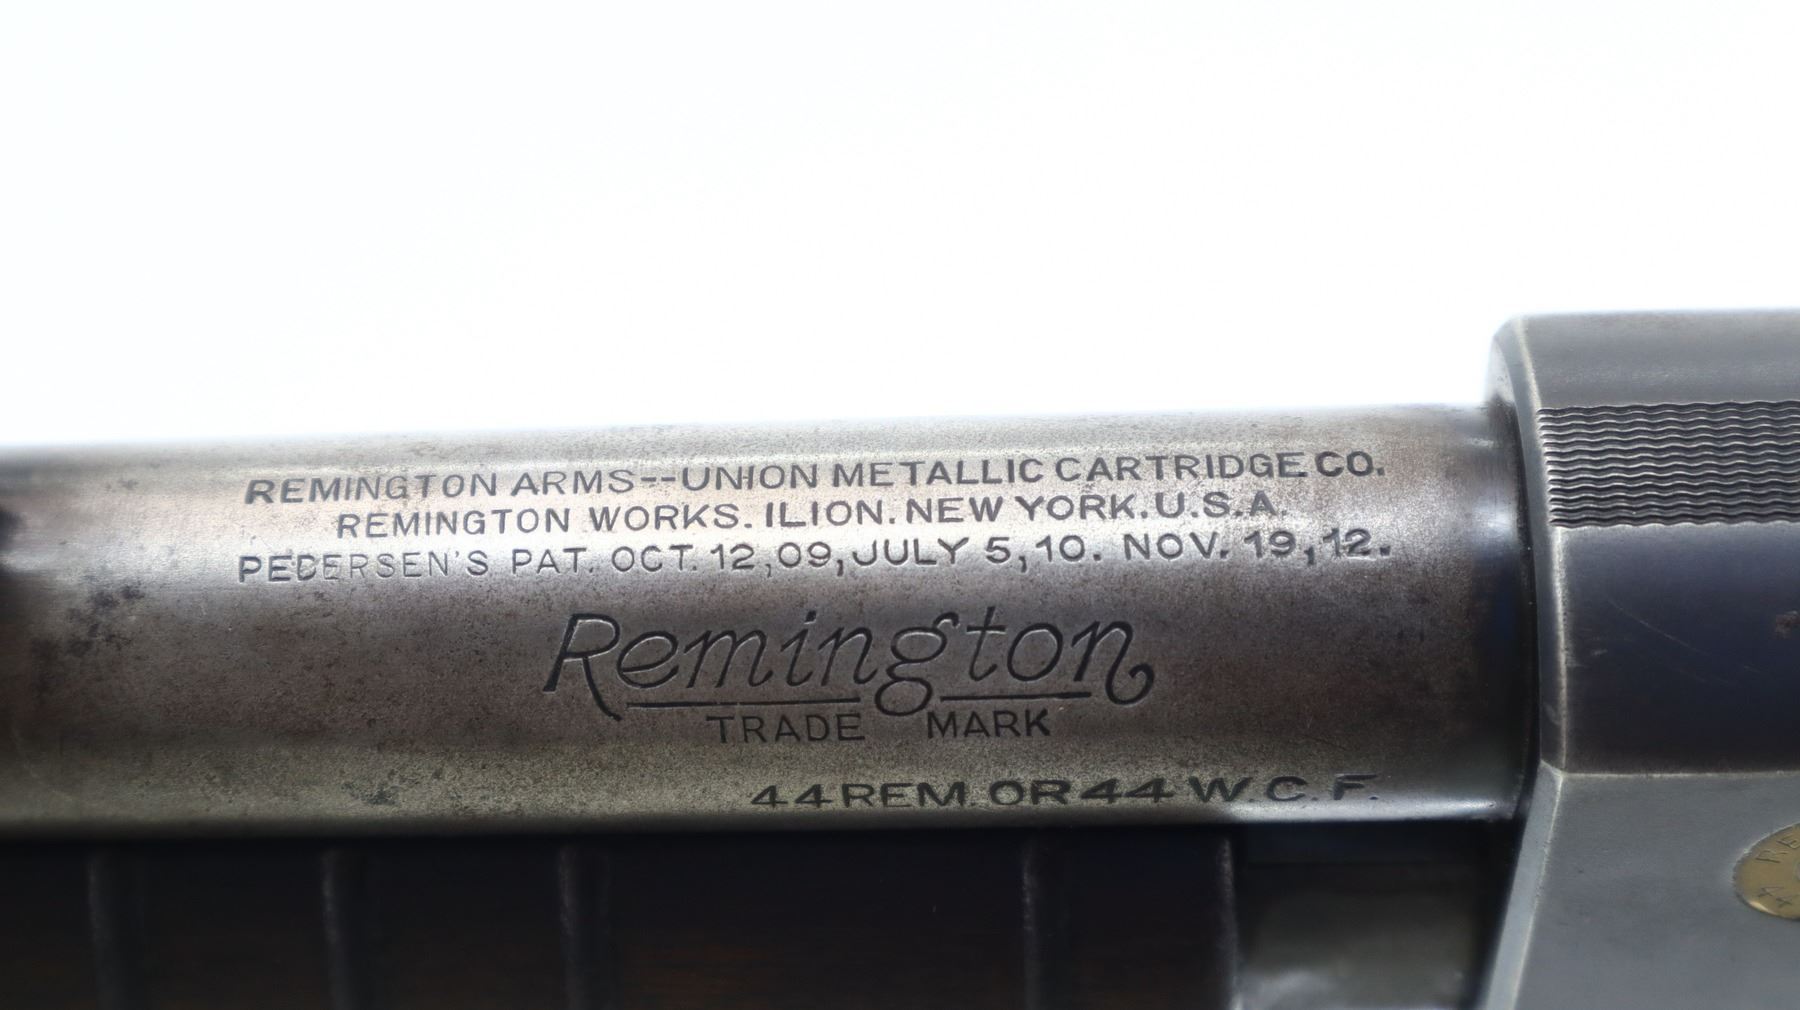 REMINGTON ARMS--UNION METALLIC CARTRIDGE CO.
REMINGTON WORKS. ILION. NEW YORK. U.S.A.
PEDERSEN'S PAT. OCT. 12,09, JULY 5,10. NOV. 19,12.
Remington
TRADE MARK
44 REM. OR 44 W.C.F.